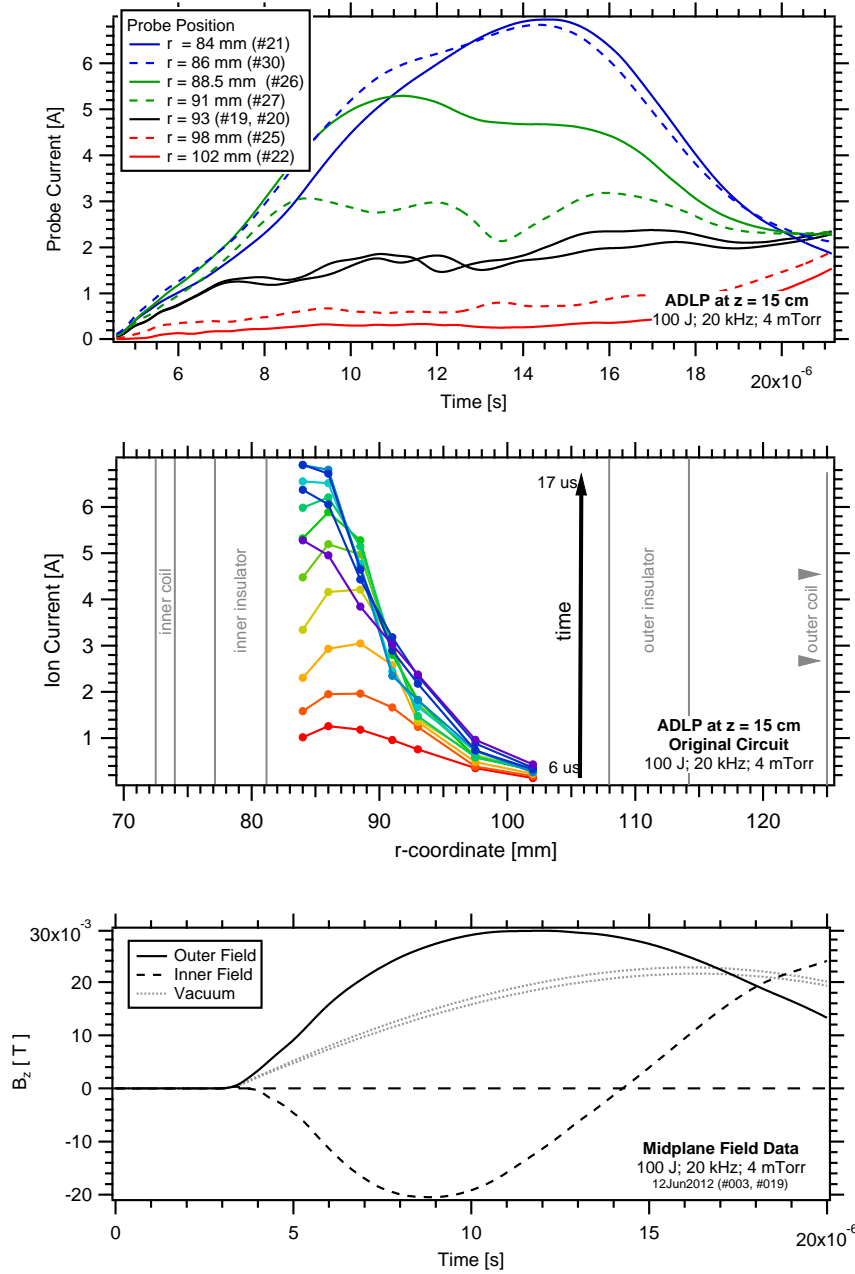 Probe Position
r = 84 mm (#21)
r = 86 mm (#30)
r = 88.5 mm (#26)
r = 91 mm (#27)
r = 93 (#19, #20)
r = 98 mm (#25)
r = 102 mm (#22)
Probe Current [A]
6
5
4
3
2
1
0
ADLP at z = 15 cm
100 J; 20 kHz; 4 mTorr
6
8
10
12
14
16
18
20x10-6
Time [s]
Ion Current [A]
6
5
4
3
2
1
inner coil
inner insulator
17 us
time
6 us
outer insulator
outer coil
ADLP at z = 15 cm
Original Circuit
100 J; 20 kHz; 4 mTorr
70
80
90
100
110
120
r-coordinate [mm]
30x10-3
20
10
0
-10
-20
Bz [ T ]
Outer Field
Inner Field
Vacuum
Midplane Field Data
100 J; 20 kHz; 4 mTorr
12Jun2012 (#003, #019)
0
5
10
15
20x10-6
Time [s]